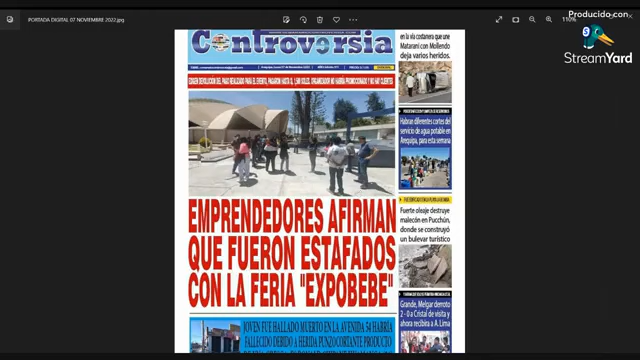 PORTADA DIGITAL 07 NOVIEMBRE 2022.jpg
110%
Producido con
StreamYard
Controversia
EXIGEN DEVOLUCIÓN DEL PAGO REALIZADO PARA EL EVENTO, PAGARON HASTA S/. 1,500 SOLES. ORGANIZADOR NO HABRÍA PROMOCIONADO Y NO HAY CLIENTES
EMPRENDEDORES AFIRMAN
QUE FUERON ESTAFADOS
CON LA FERIA "EXPOBEBE"
JOVEN FUE HALLADO MUERTO EN LA AVENIDA 54 HABRÍA
FALLECIDO DEBIDO A HERIDA PUNZOCORTANTE PRODUCTO
en la vía costanera que une
Matarani con Mollendo
deja varios heridos.
Habrán diferentes cortes del
servicio de agua potable en
Arequipa, para esta semana
Fuerte oleaje destruye
malecón en Pucchún,
donde se construyó
un bulevar turístico
Grande, Melgar derroto
2 - 0 a Cristal de visita y
ahora recibira a A. Lima